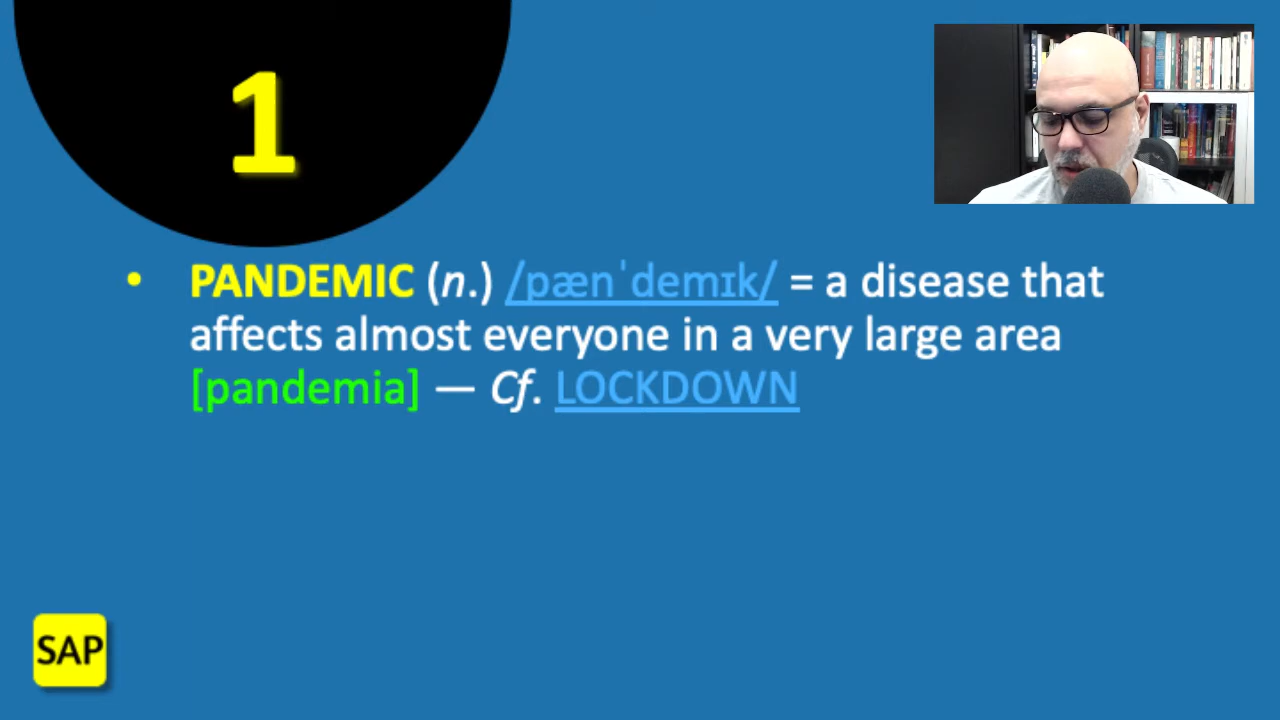 1
• PANDEMIC (n.) /pænˈdemɪk/ = a disease that
affects almost everyone in a very large area
[pandemia] — Cf. LOCKDOWN
SAP